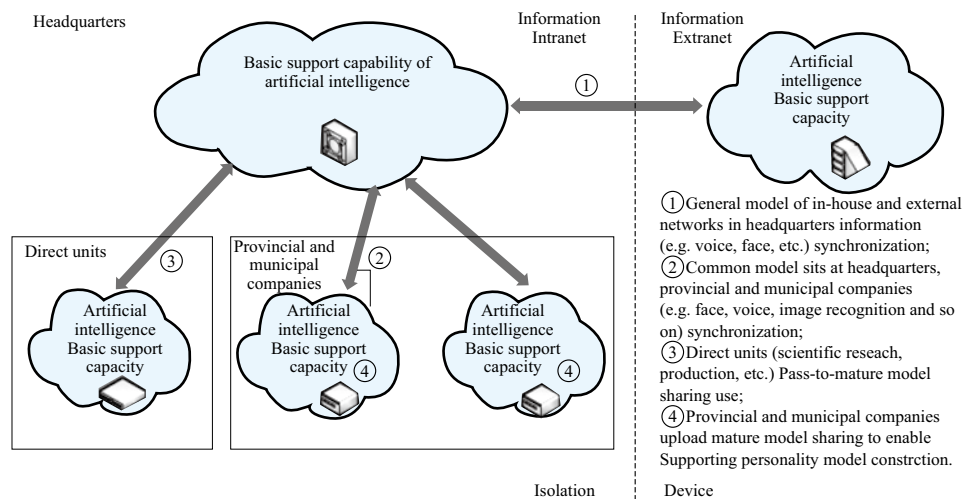 Headquarters
Information
Intranet
Information
Extranet
Basic support capability of
artificial intelligence
①
Artificial
intelligence
Basic support
capacity
Direct units
③
Provincial and
municipal
companies
②
Artificial
intelligence
Basic support
capacity
Artificial
intelligence
Basic support
capacity
④
Artificial
intelligence
Basic support
capacity
④
①General model of in-house and external
networks in headquarters information
(e.g. voice, face, etc.) synchronization;
②Common model sits at headquarters,
provincial and municipal companies
(e.g. face, voice, image recognition and so
on) synchronization;
③Direct units (scientific reseach,
production, etc.) Pass-to-mature model
sharing use;
④Provincial and municipal companies
upload mature model sharing to enable
Supporting personality model constrction.
Isolation
Device